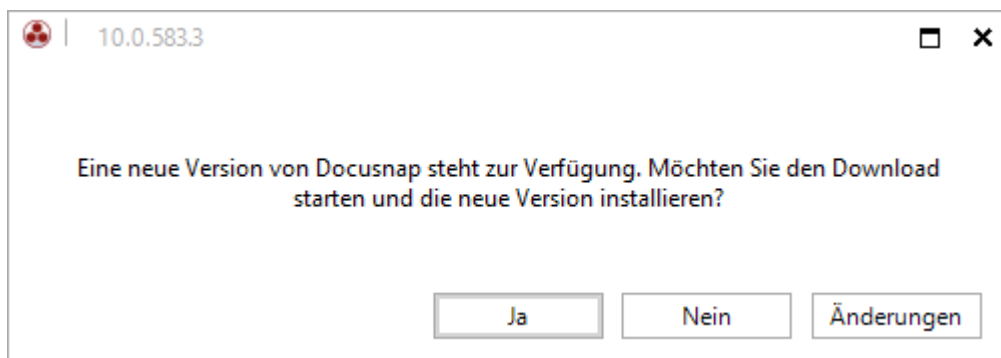 10.0.583.3
Eine neue Version von Docusnap steht zur Verfügung. Möchten Sie den Download
starten und die neue Version installieren?
Ja Nein Änderungen